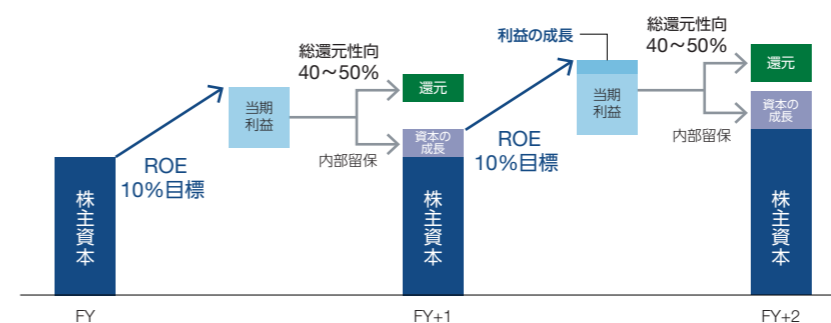 株主資本
ROE
10%目標
当期
利益
総還元性向
40〜50%
内部留保
還元
資本の
成長
株主資本
ROE
10%目標
利益の成長
当期
利益
総還元性向
40〜50%
内部留保
還元
資本の
成長
株主資本
FY
FY+1
FY+2